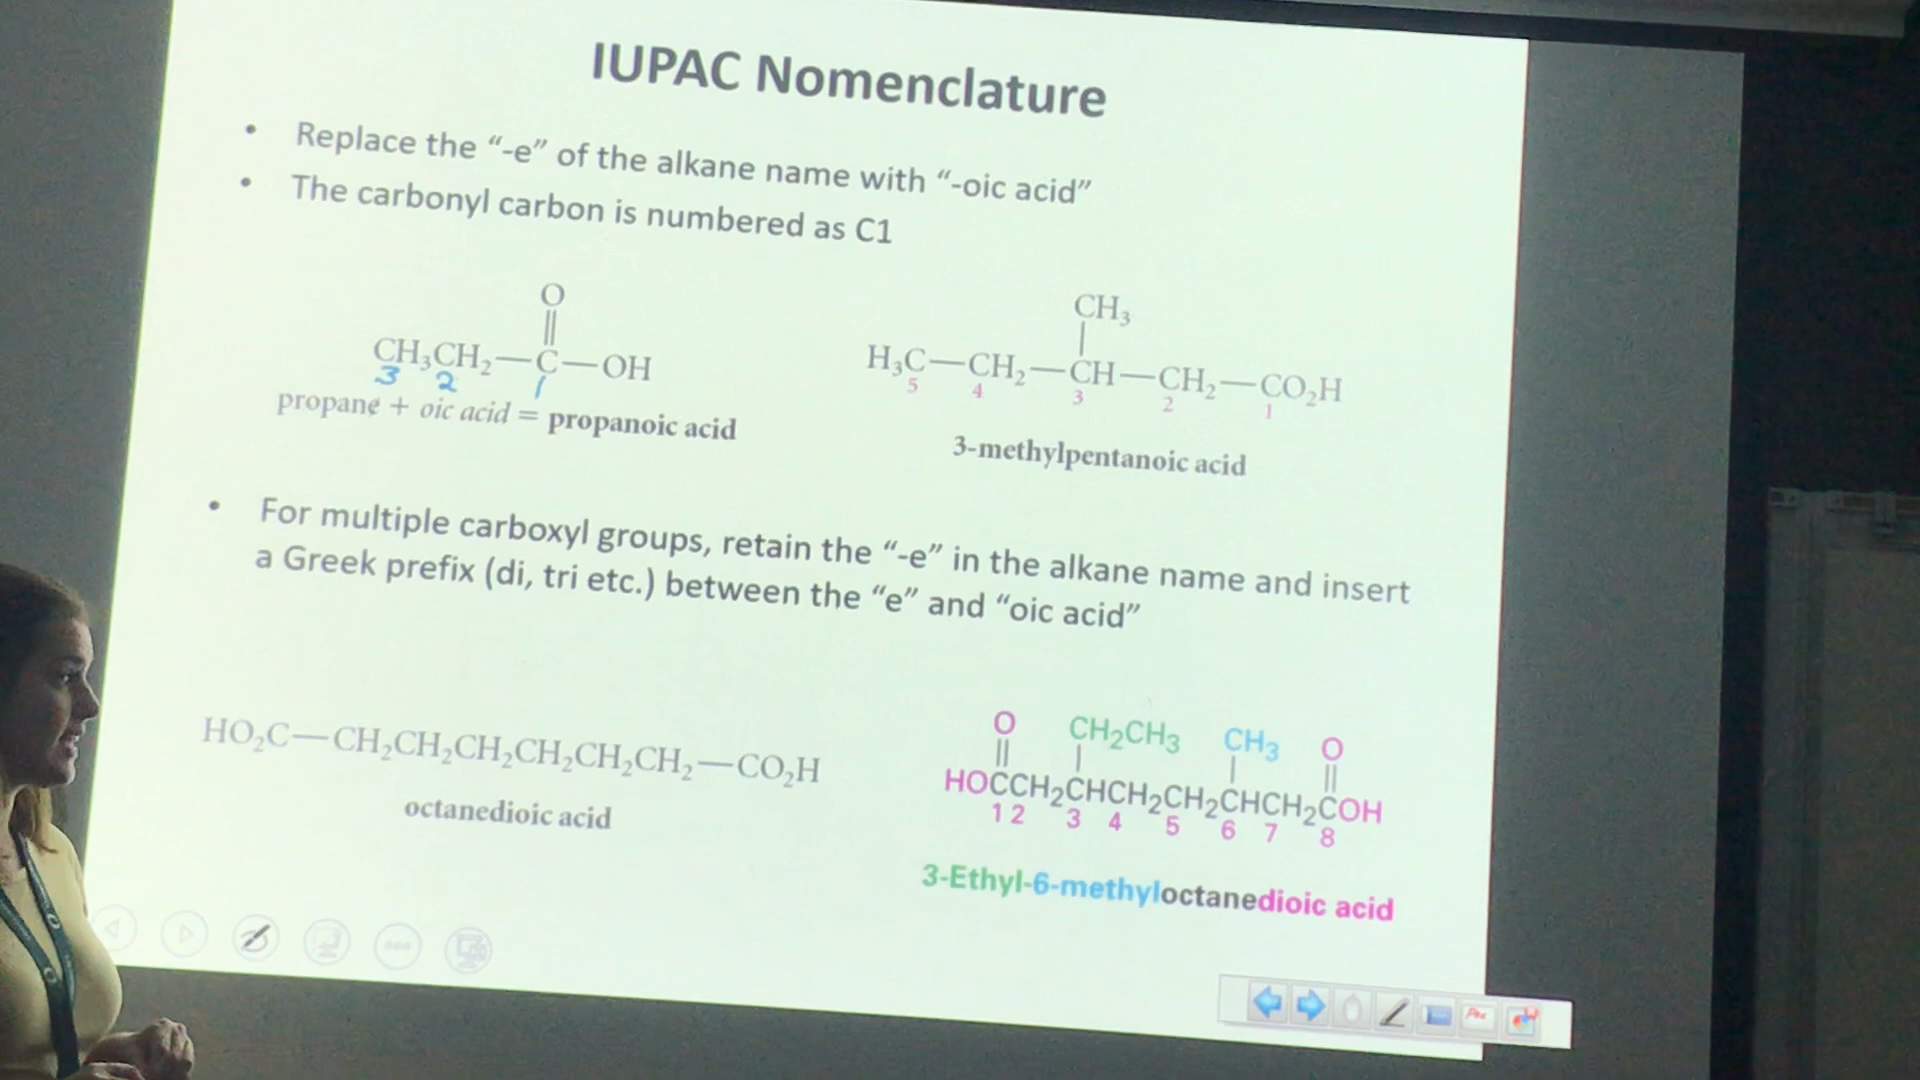 IUPAC Nomenclature
• Replace the “-e” of the alkane name with “-oic acid”
• The carbonyl carbon is numbered as C1
O
CH₃CH₂—C—OH
3 2 1
propane + oic acid = propanoic acid
CH₃
H₃C—CH₂—CH—CH₂—CO₂H
5 4 3 2 1
3-methylpentanoic acid
• For multiple carboxyl groups, retain the “-e” in the alkane name and insert
a Greek prefix (di, tri etc.) between the “e” and “oic acid”
HO₂C—CH₂CH₂CH₂CH₂CH₂CH₂—CO₂H
octanedioic acid
O CH₂CH₃ CH₃ O
HOCCH₂CHCH₂CH₂CHCH₂COH
1 2 3 4 5 6 7 8
3-Ethyl-6-methyloctanedioic acid